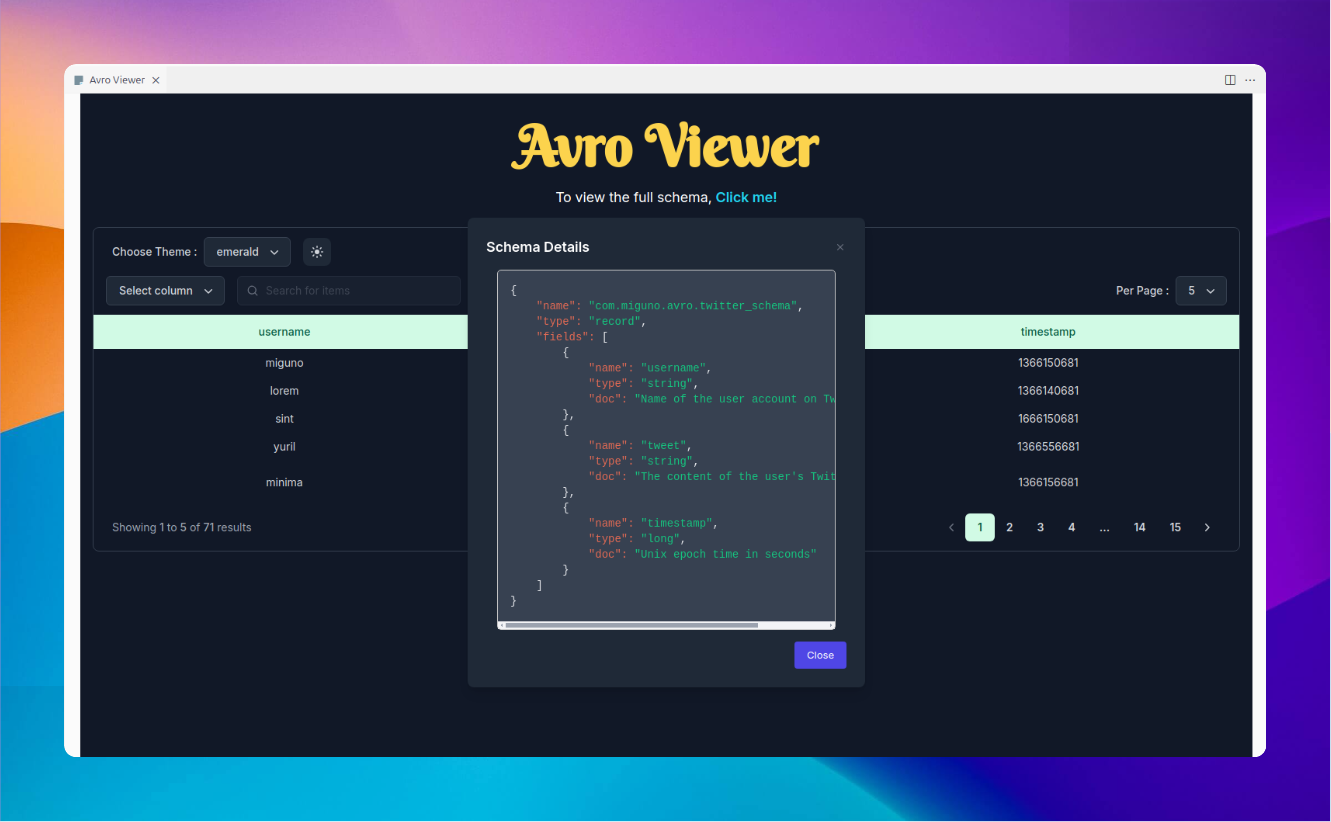 Avro Viewer
Avro Viewer
To view the full schema, Click me!
Choose Theme : emerald
Select column Search for items Per Page : 5
username timestamp
miguno 1366150681
lorem 1366140681
sint 1666150681
yuril 1366556681
minima 1366156681
Showing 1 to 5 of 71 results
1 2 3 4 ... 14 15
Schema Details
{
"name": "com.miguno.avro.twitter_schema",
"type": "record",
"fields": [
{
"name": "username",
"type": "string",
"doc": "Name of the user account on Tw
},
{
"name": "tweet",
"type": "string",
"doc": "The content of the user's Twit
},
{
"name": "timestamp",
"type": "long",
"doc": "Unix epoch time in seconds"
}
]
}
Close